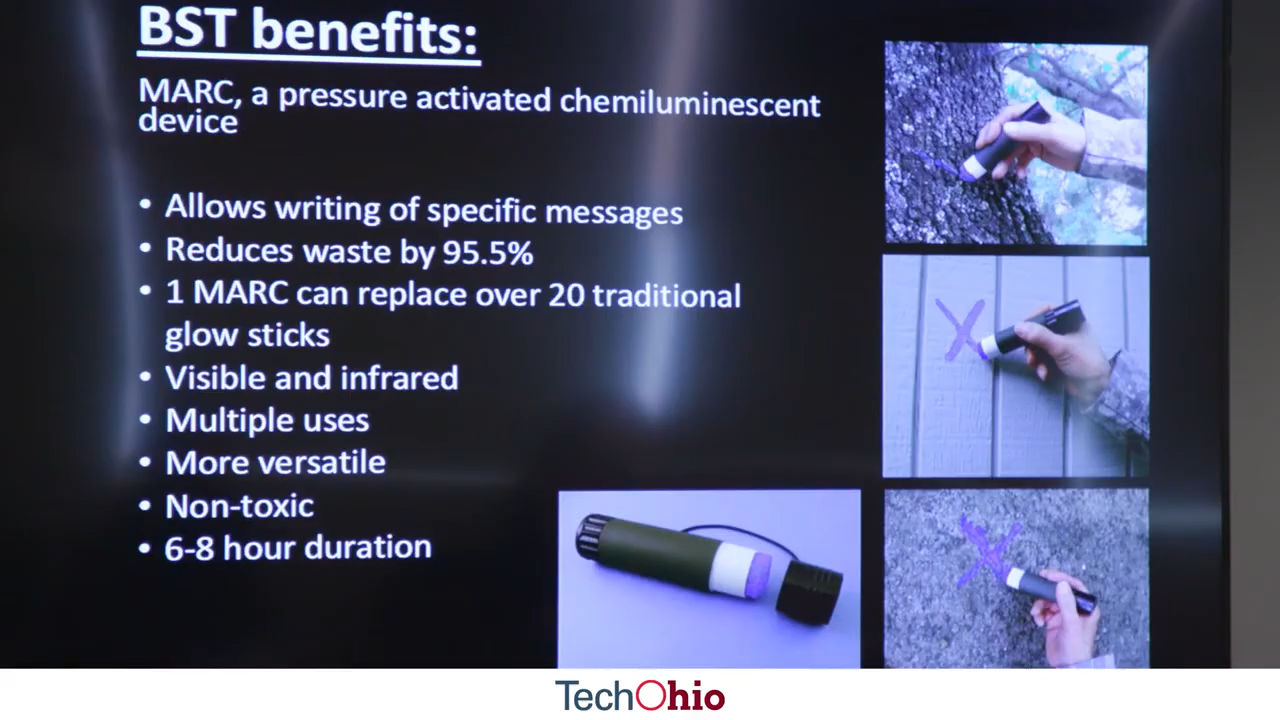 BST benefits:
MARC, a pressure activated chemiluminescent
device
• Allows writing of specific messages
• Reduces waste by 95.5%
• 1 MARC can replace over 20 traditional
glow sticks
• Visible and infrared
• Multiple uses
• More versatile
• Non-toxic
• 6-8 hour duration
TechOhio